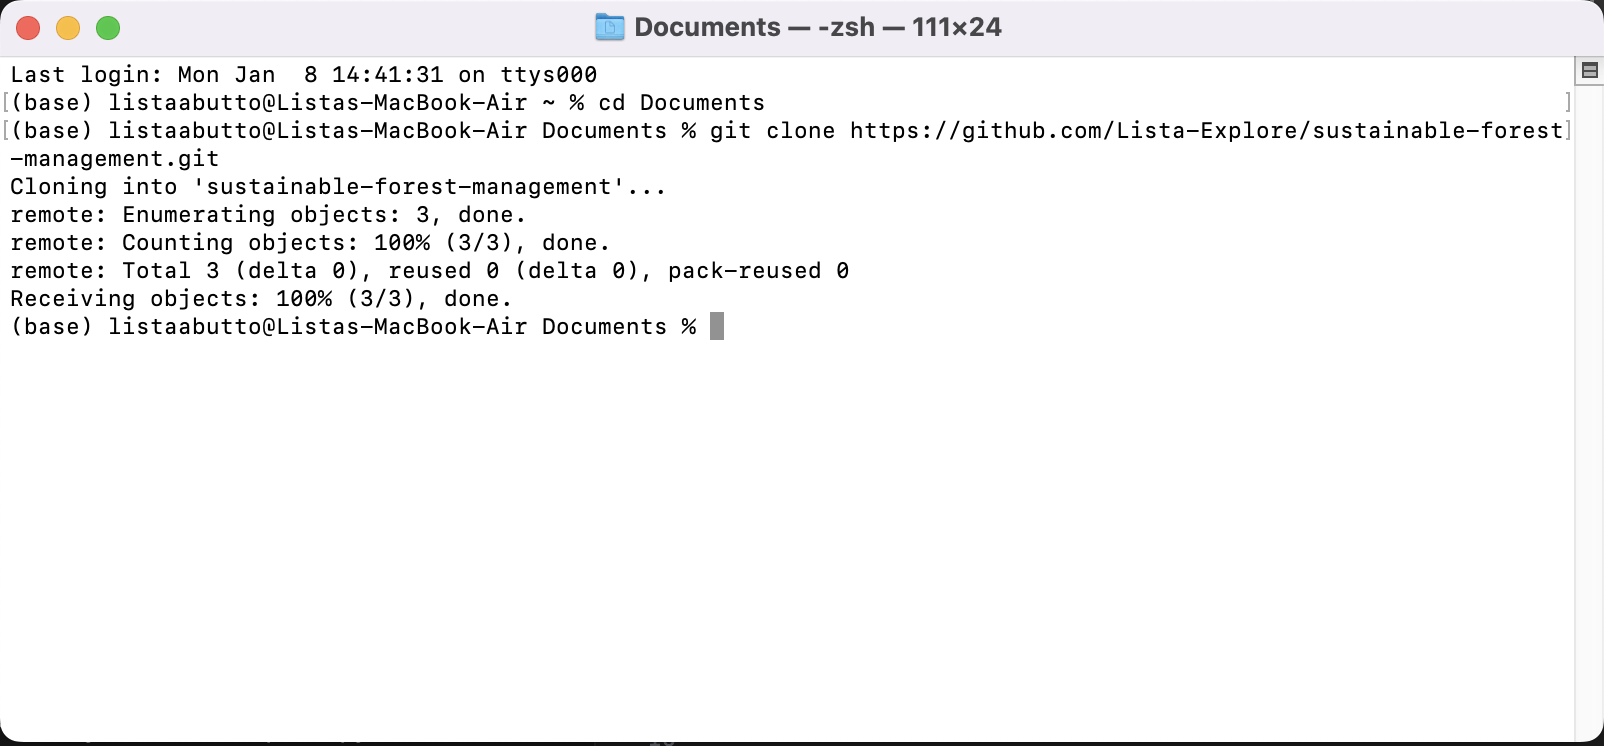 Documents — -zsh — 111×24
Last login: Mon Jan  8 14:41:31 on ttys000
[(base) listaabutto@Listas-MacBook-Air ~ % cd Documents ]
[(base) listaabutto@Listas-MacBook-Air Documents % git clone https://github.com/Lista-Explore/sustainable-forest]
-management.git
Cloning into 'sustainable-forest-management'...
remote: Enumerating objects: 3, done.
remote: Counting objects: 100% (3/3), done.
remote: Total 3 (delta 0), reused 0 (delta 0), pack-reused 0
Receiving objects: 100% (3/3), done.
(base) listaabutto@Listas-MacBook-Air Documents %